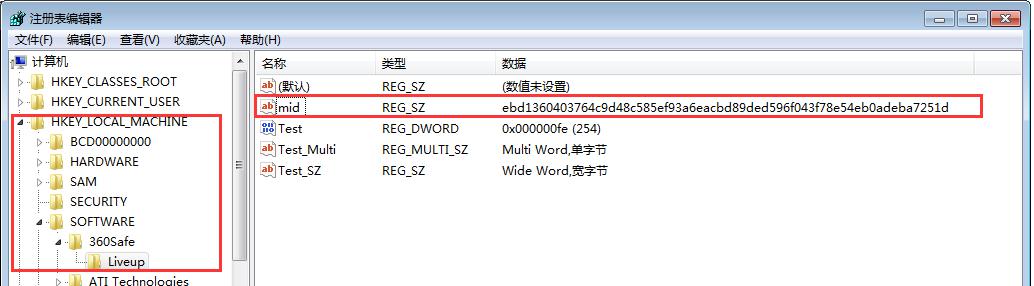 注册表编辑器
文件(F) 编辑(E) 查看(V) 收藏夹(A) 帮助(H)
计算机
HKEY_CLASSES_ROOT
HKEY_CURRENT_USER
HKEY_LOCAL_MACHINE
BCD00000000
HARDWARE
SAM
SECURITY
SOFTWARE
360Safe
Liveup
ATI Technologies
名称 类型 数据
(默认) REG_SZ (数值未设置)
mid REG_SZ ebd1360403764c9d48c585ef93a6eacbd89ded596f043f78e54eb0adeba7251d
Test REG_DWORD 0x000000fe (254)
Test_Multi REG_MULTI_SZ Multi Word,单字节
Test_SZ REG_SZ Wide Word,宽字节